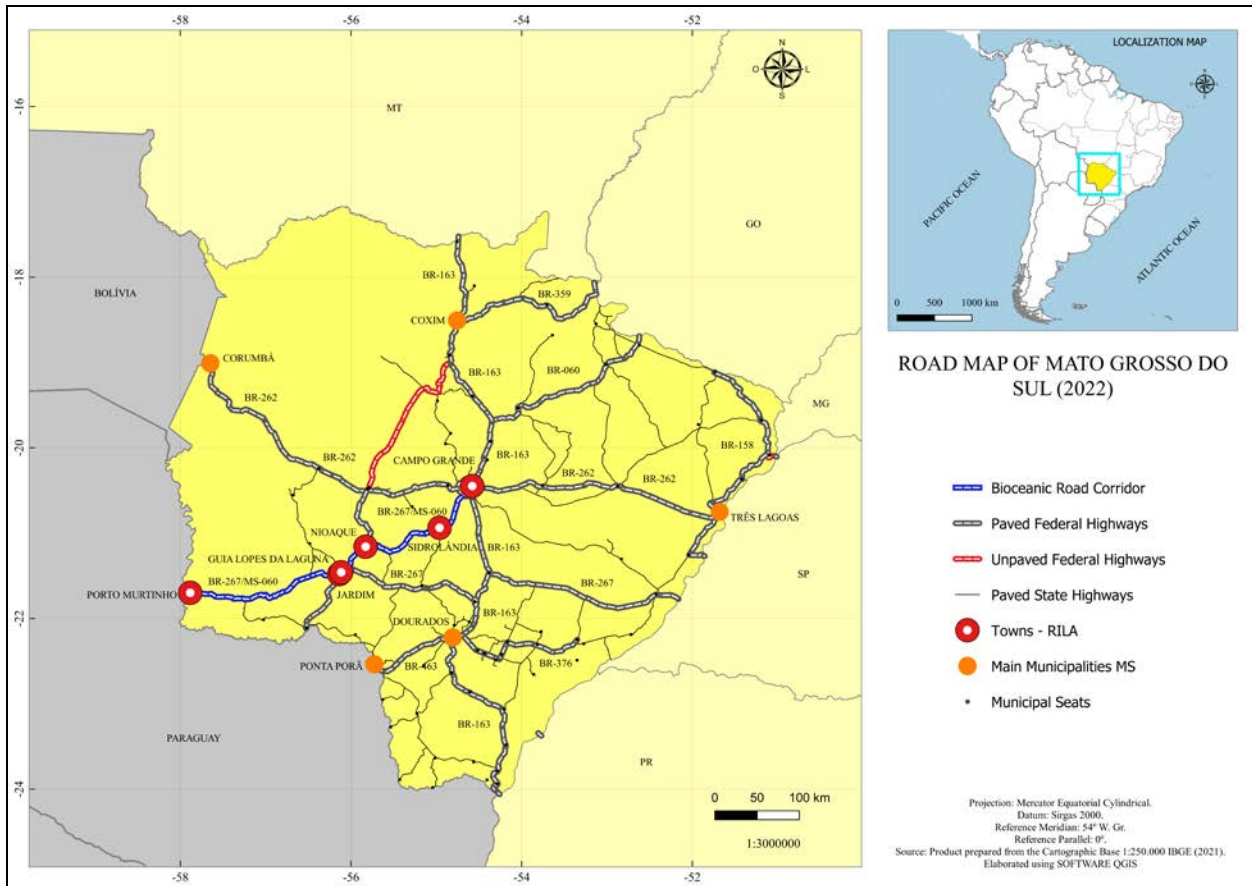 -58
-56
-54
-52
-16
-18
-20
-22
-24
N
O
L
S
MT
GO
BOLÍVIA
BR-163
BR-359
COXIM
CORUMBÁ
BR-163
BR-060
BR-262
MG
BR-158
BR-262
CAMPO GRANDE
BR-163
BR-262
BR-262
BR-267/MS-060
TRÊS LAGOAS
NIOAQUE
SIDROLÂNDIA
BR-163
GUIA LOPES DA LAGUNA
SP
BR-267/MS-060
BR-267
BR-267
PORTO MURTINHO
JARDIM
BR-163
DOURADOS
PONTA PORÃ
BR-463
BR-376
BR-163
PARAGUAY
PR
0 50 100 km
1:3000000
-58
-56
-54
-52
LOCALIZATION MAP
N
S
PACIFIC OCEAN
ATLANTIC OCEAN
0 500 1000 km
ROAD MAP OF MATO GROSSO DO
SUL (2022)
Bioceanic Road Corridor
Paved Federal Highways
Unpaved Federal Highways
Paved State Highways
Towns - RILA
Main Municipalities MS
Municipal Seats
Projection: Mercator Equatorial Cylindrical.
Datum: Sirgas 2000.
Reference Meridian: 54° W. Gr.
Reference Parallel: 0°.
Source: Product prepared from the Cartographic Base 1:250.000 IBGE (2021).
Elaborated using SOFTWARE QGIS